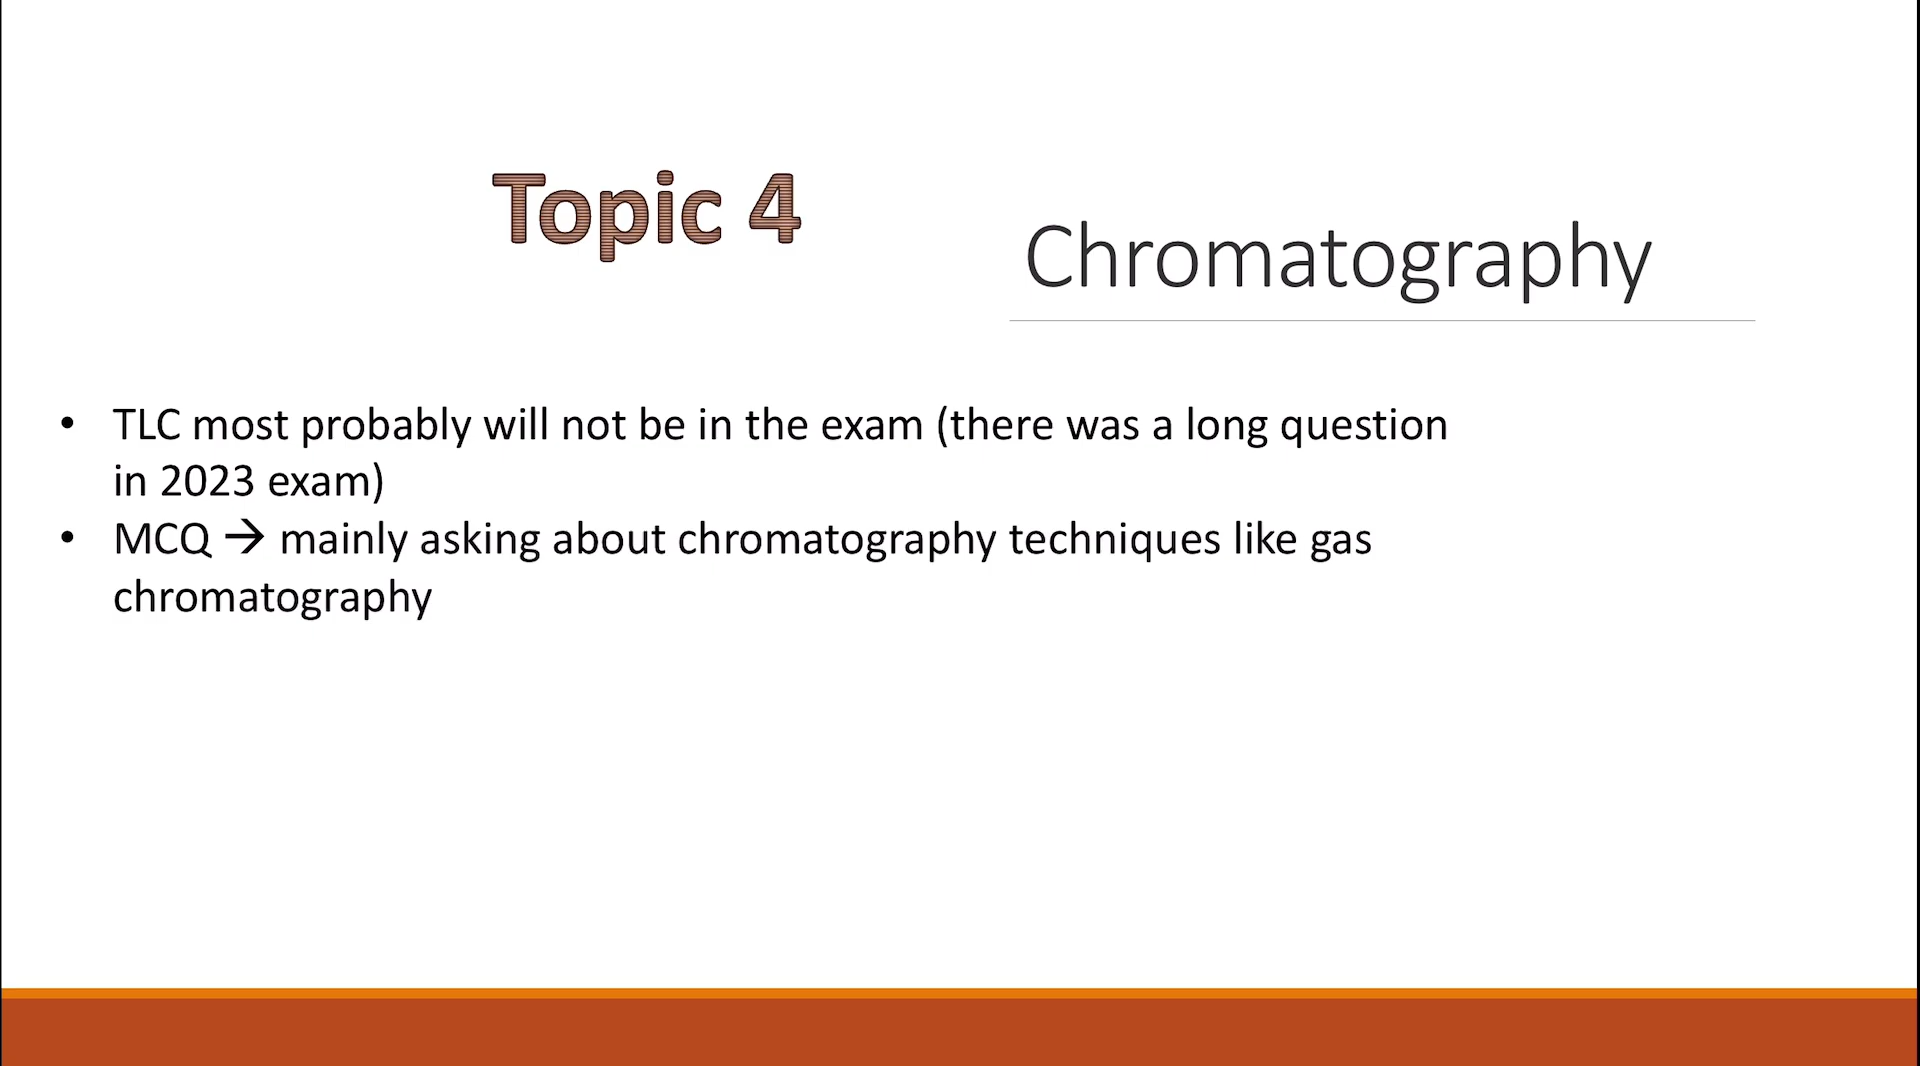 Topic 4
Chromatography
• TLC most probably will not be in the exam (there was a long question
in 2023 exam)
• MCQ → mainly asking about chromatography techniques like gas
chromatography